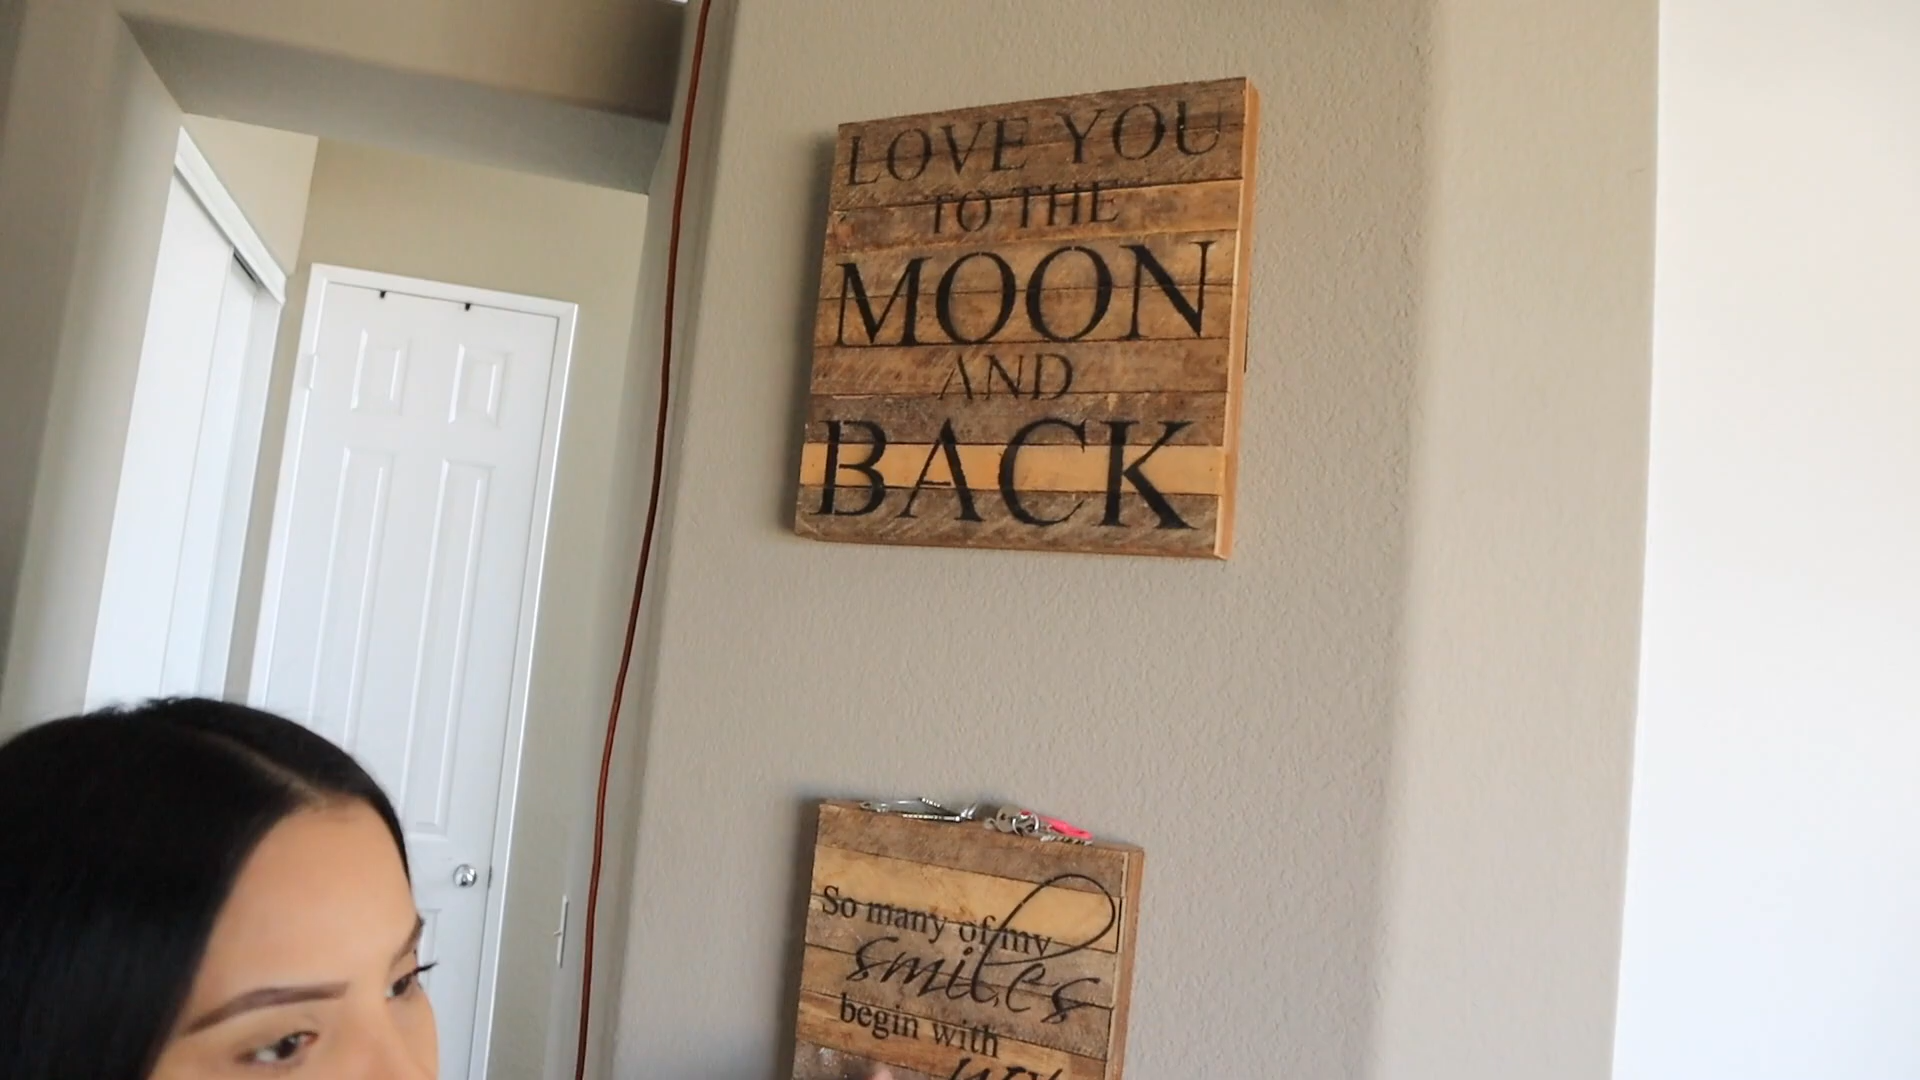 LOVE YOU
TO THE
MOON
AND
BACK
So many of my
smiles
begin with